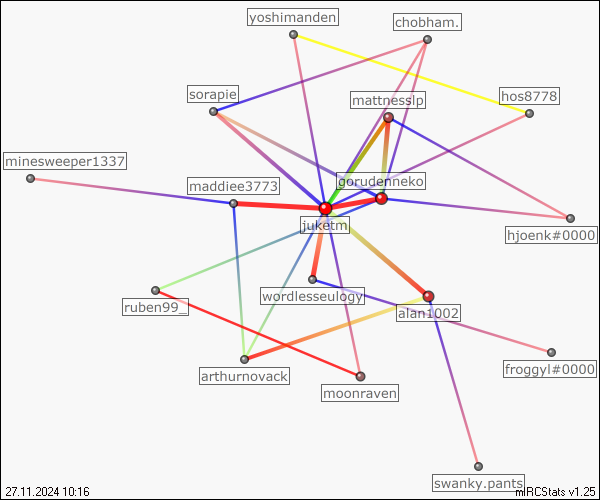 yoshimanden
chobham.
sorapie
mattnesslp
hos8778
minesweeper1337
maddiee3773
gorudenneko
juketm
hjoenk#0000
ruben99_
wordlesseulogy
alan1002
arthurnovack
moonraven
froggyl#0000
swanky.pants
27.11.2024 10:16
mIRCStats v1.25